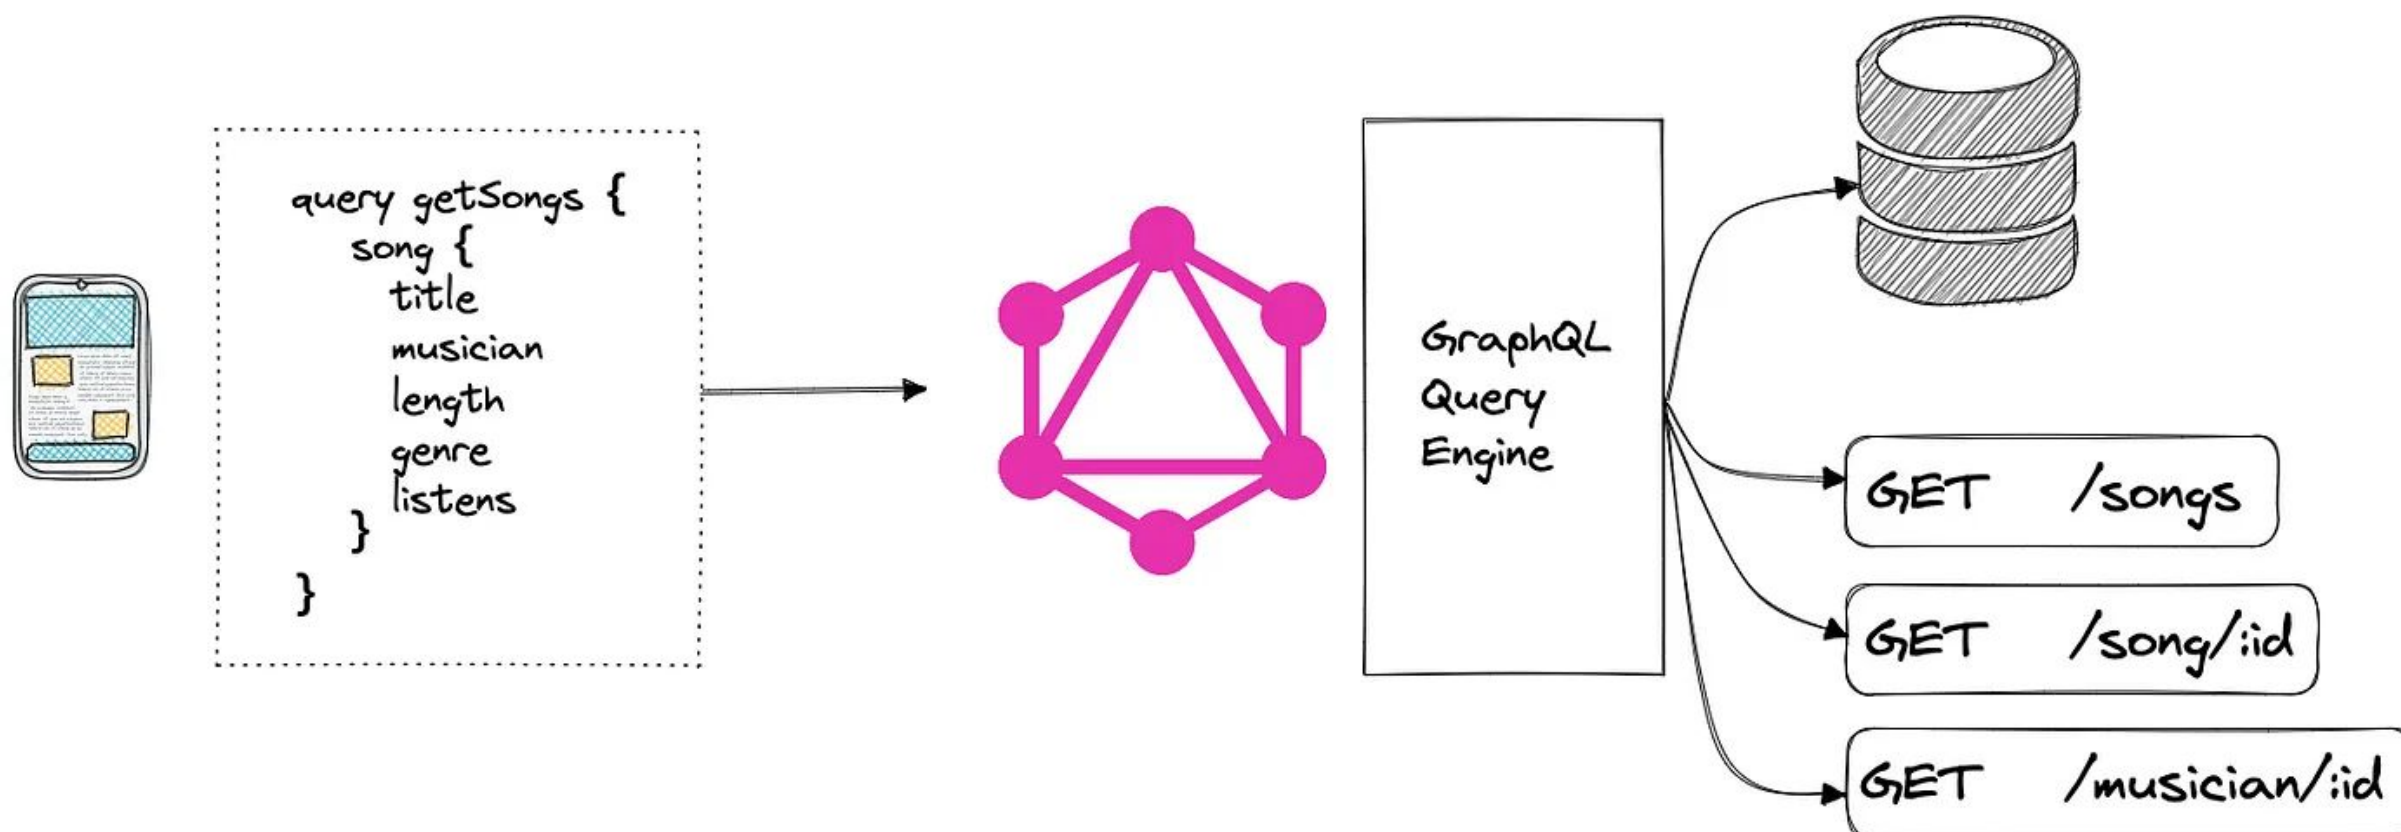 query getSongs {
song {
title
musician
length
genre
listens
}
}
GraphQL
Query
Engine
GET /songs
GET /song/:id
GET /musician/:id